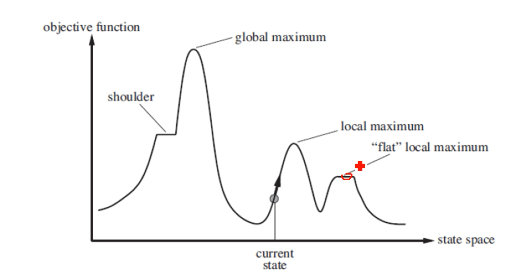 objective function
global maximum
shoulder
local maximum
“flat” local maximum
state space
current
state